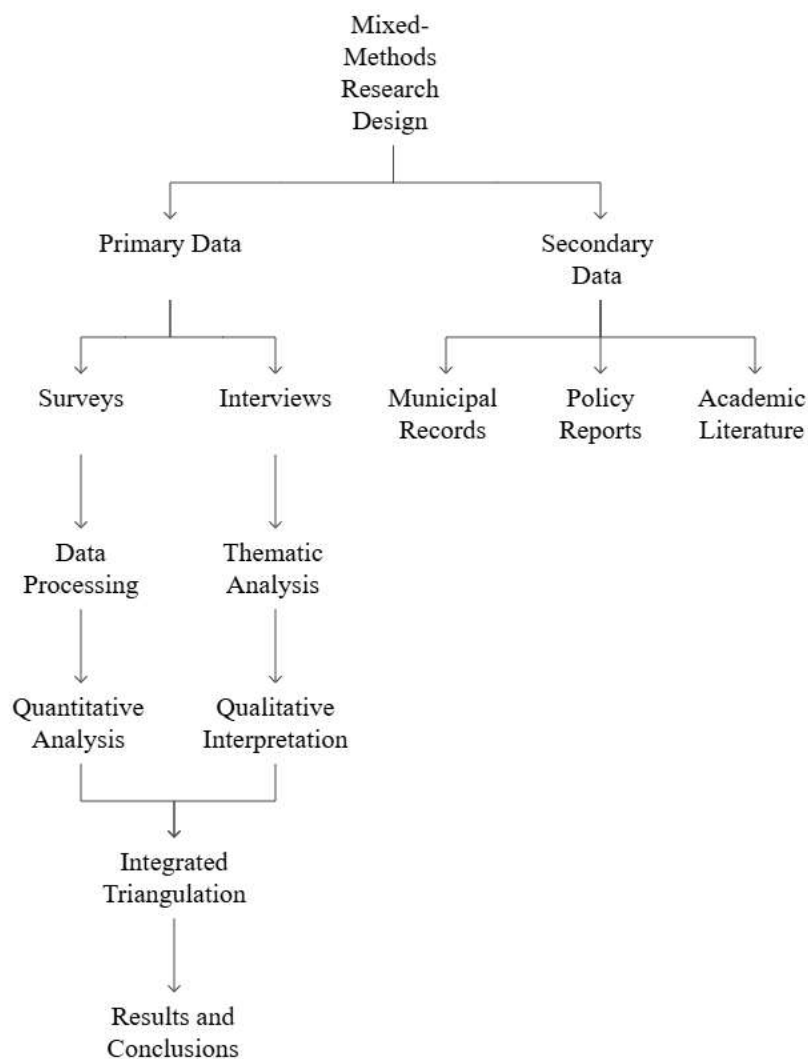 Mixed-
Methods
Research
Design
Primary Data
Secondary
Data
Surveys
Interviews
Municipal
Records
Policy
Reports
Academic
Literature
Data
Processing
Thematic
Analysis
Quantitative
Analysis
Qualitative
Interpretation
Integrated
Triangulation
Results and
Conclusions